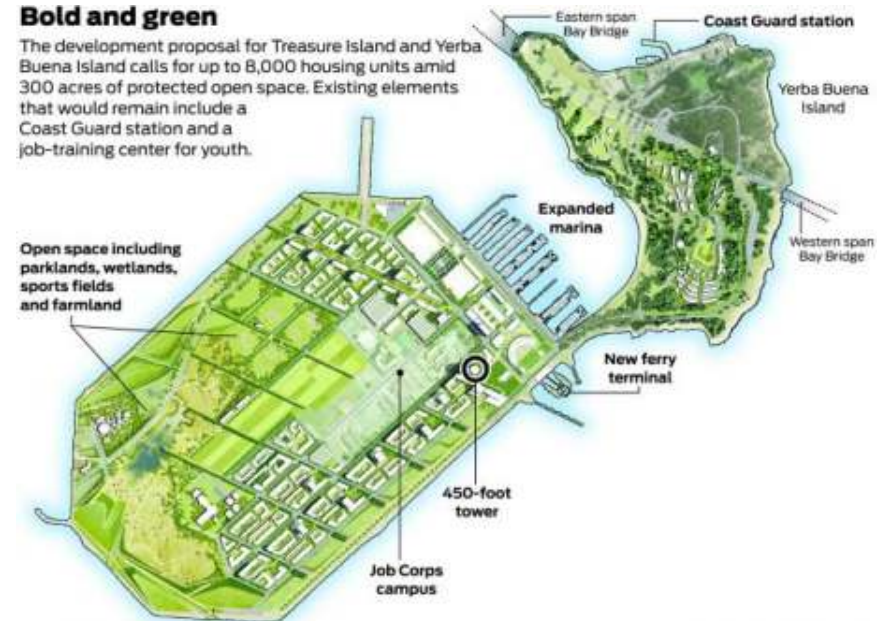 Bold and green
The development proposal for Treasure Island and Yerba
Buena Island calls for up to 8,000 housing units amid
300 acres of protected open space. Existing elements
that would remain include a
Coast Guard station and a
job-training center for youth.
Eastern span
Bay Bridge
Coast Guard station
Yerba Buena
Island
Expanded
marina
Western span
Bay Bridge
Open space including
parklands, wetlands,
sports fields
and farmland
New ferry
terminal
450-foot
tower
Job Corps
campus